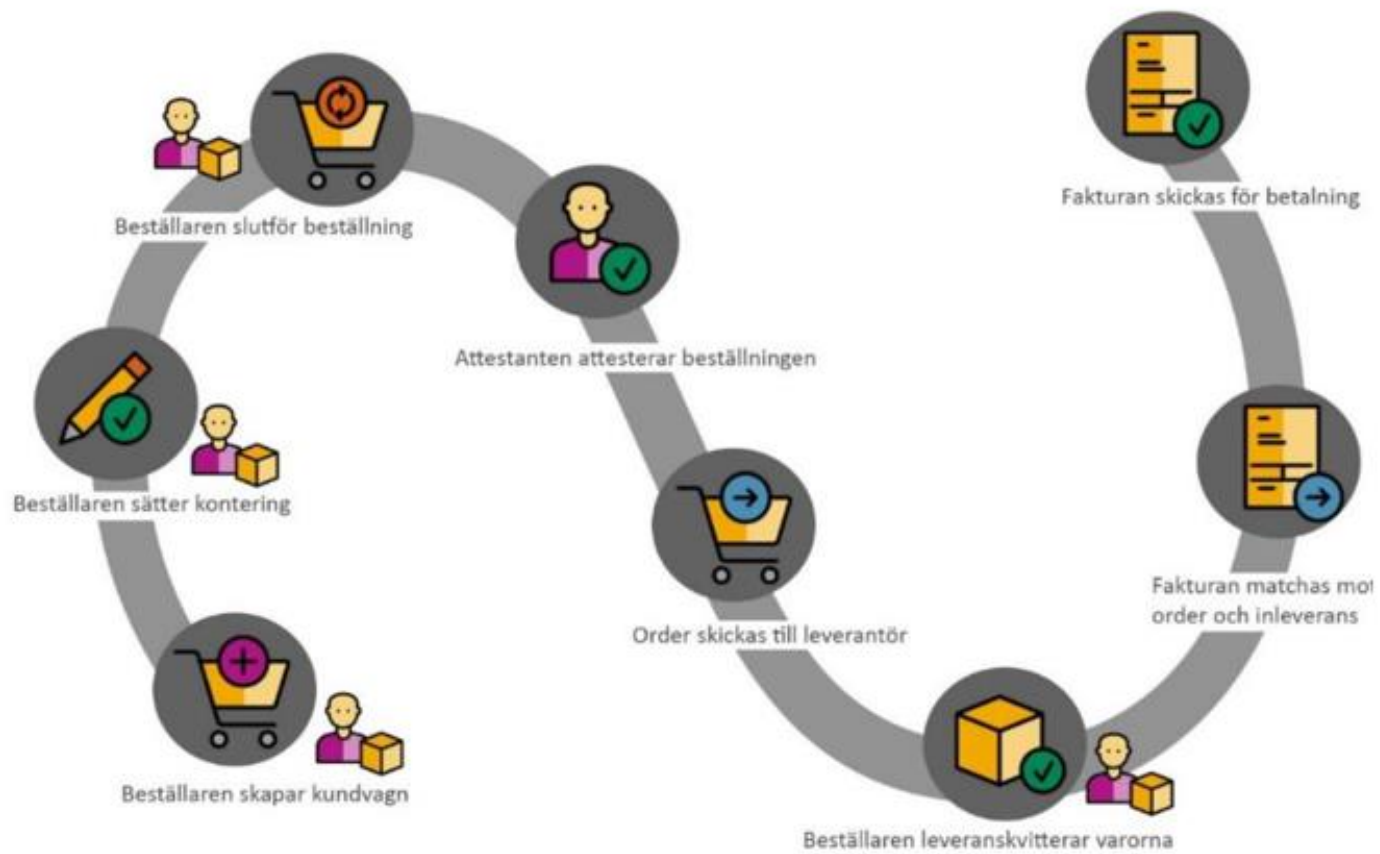 Beställaren skapar kundvagn
Beställaren sätter kontering
Beställaren slutför beställning
Attestanten attesterar beställningen
Order skickas till leverantör
Beställaren leveranskvitterar varorna
Fakturan matchas mot
order och inleverans
Fakturan skickas för betalning